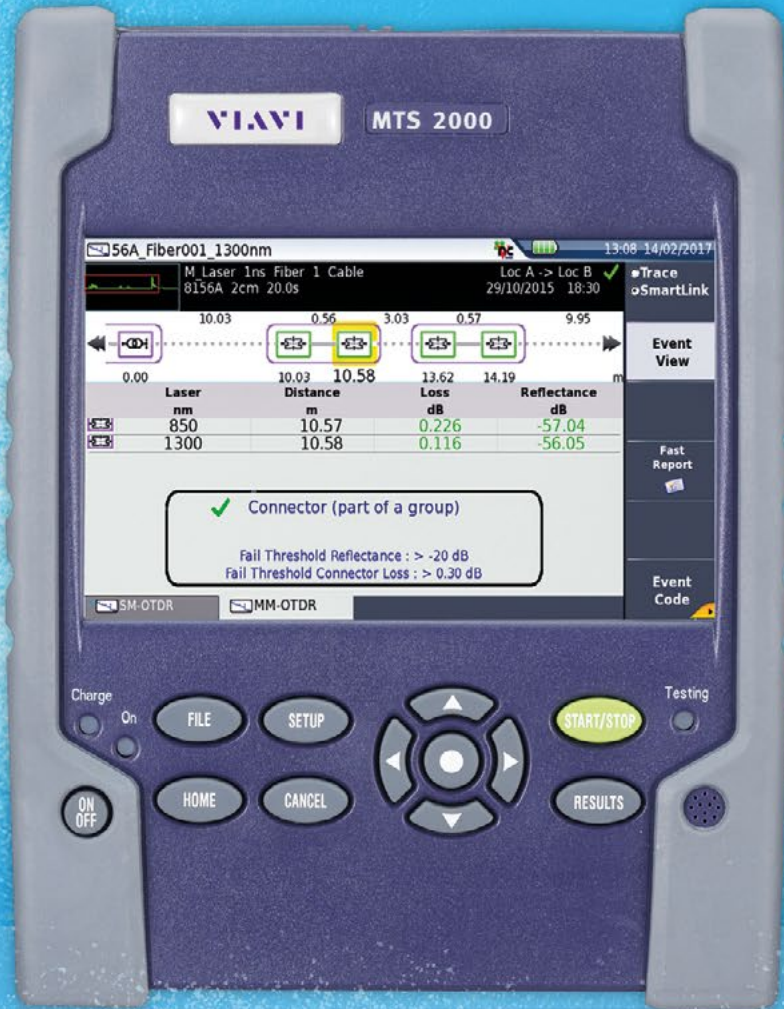 VIAVI MTS 2000
56A_Fiber001_1300nm DC 13:08 14/02/2017
M_Laser 1ns Fiber 1 Cable Loc A -> Loc B
8156A 2cm 20.0s 29/10/2015 18:30
Trace
SmartLink
10.03 0.56 3.03 0.57 9.95
0.00 10.03 10.58 13.62 14.19 m
Event
View
Laser Distance Loss Reflectance
nm m dB dB
850 10.57 0.226 -57.04
1300 10.58 0.116 -56.05
Fast
Report
Connector (part of a group)
Fail Threshold Reflectance : > -20 dB
Fail Threshold Connector Loss : > 0.30 dB
Event
Code
SM-OTDR MM-OTDR
Charge
On
FILE SETUP START/STOP
Testing
ON
OFF
HOME CANCEL RESULTS